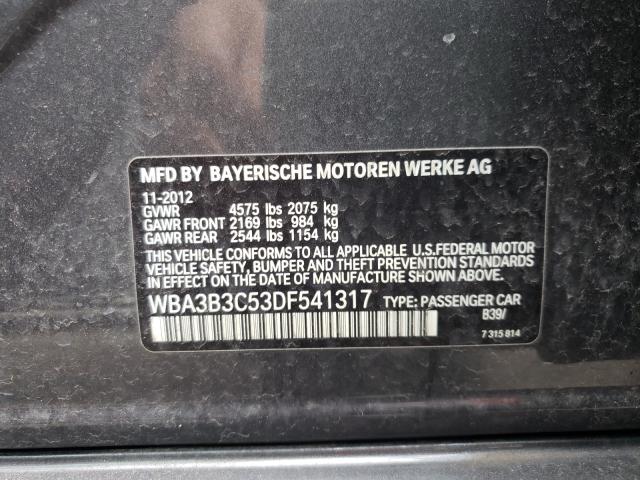 MFD BY BAYERISCHE MOTOREN WERKE AG
11-2012
GVWR 4575 lbs 2075 kg
GAWR FRONT 2169 lbs 984 kg
GAWR REAR 2544 lbs 1154 kg
THIS VEHICLE CONFORMS TO ALL APPLICABLE U.S.FEDERAL MOTOR
VEHICLE SAFETY, BUMPER AND THEFT PREVENTION STANDARDS
IN EFFECT ON THE DATE OF MANUFACTURE SHOWN ABOVE.
WBA3B3C53DF541317 TYPE: PASSENGER CAR
B39/
7 315 814